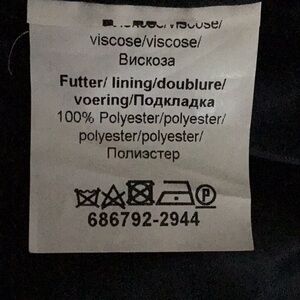 viscose/viscose/
Вискоза
Futter/ lining/doublure/
voering/Подкладка
100% Polyester/polyester/
polyester/polyester/
Полиэстер
P
686792-2944